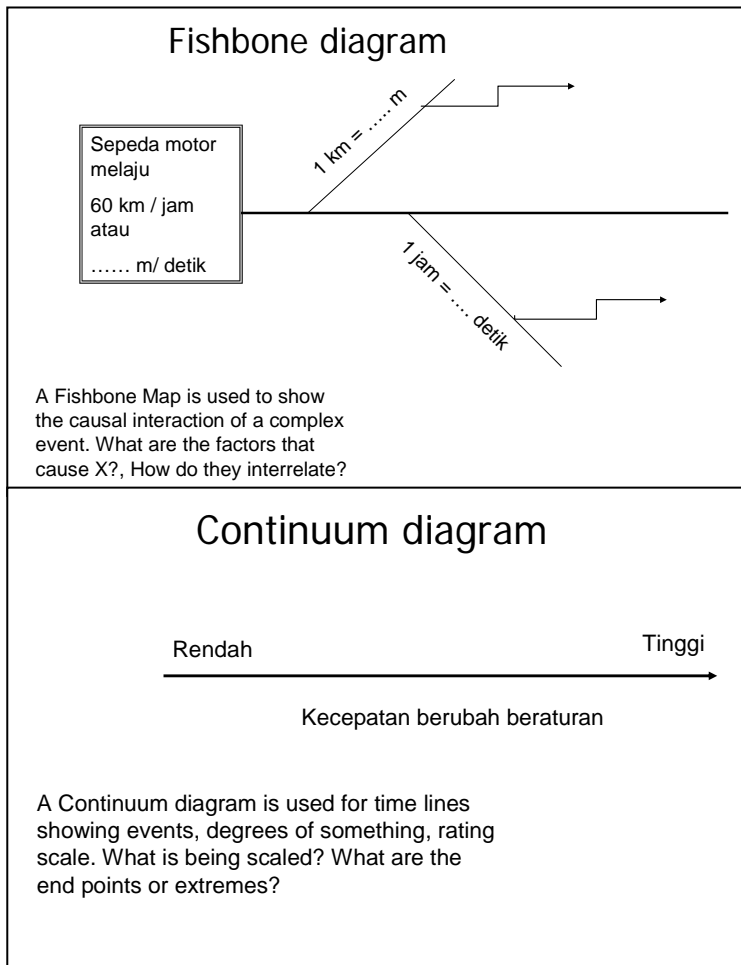 Fishbone diagram
1 km = ..... m
Sepeda motor
melaju
60 km / jam
atau
...... m/ detik
1 jam = .... detik
A Fishbone Map is used to show
the causal interaction of a complex
event. What are the factors that
cause X?, How do they interrelate?
Continuum diagram
Rendah
Tinggi
Kecepatan berubah beraturan
A Continuum diagram is used for time lines
showing events, degrees of something, rating
scale. What is being scaled? What are the
end points or extremes?